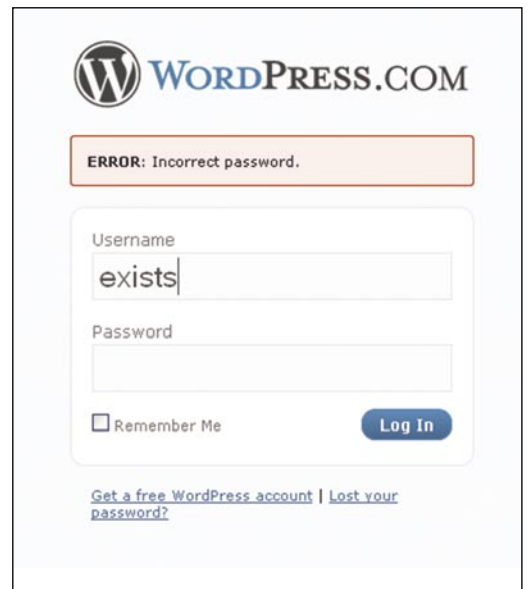 WORDPRESS.COM
ERROR: Incorrect password.
Username
exists
Password
Remember Me
Log In
Get a free WordPress account | Lost your
password?